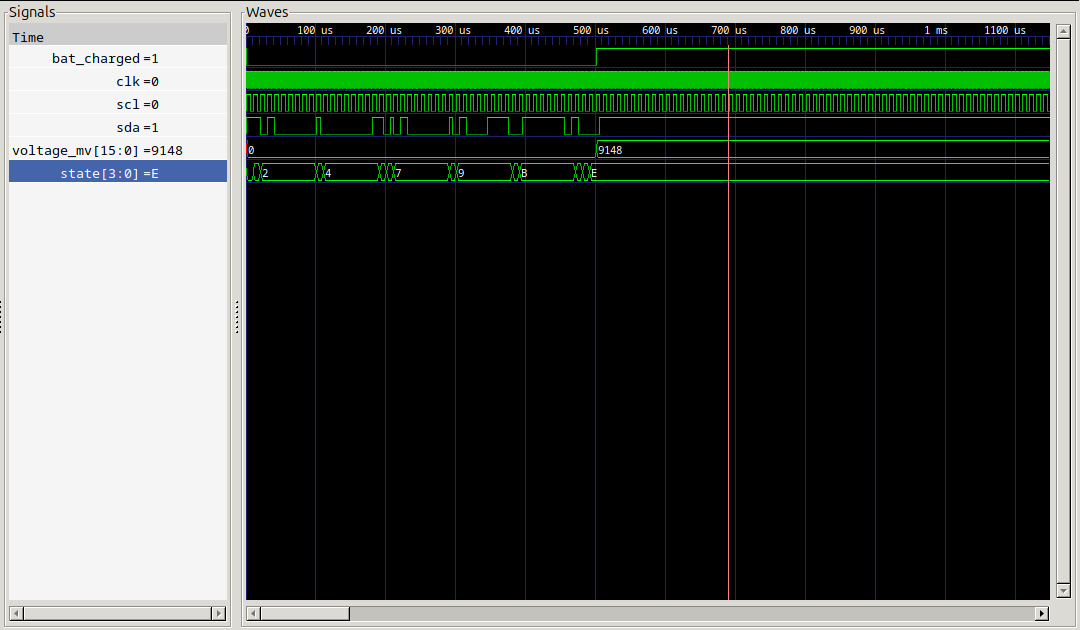 Signals
Time
bat_charged =1
clk =0
scl =0
sda =1
voltage_mv[15:0] =9148
state[3:0] =E
Waves
0 100 us 200 us 300 us 400 us 500 us 600 us 700 us 800 us 900 us 1 ms 1100 us
0 9148
2 4 7 9 B E